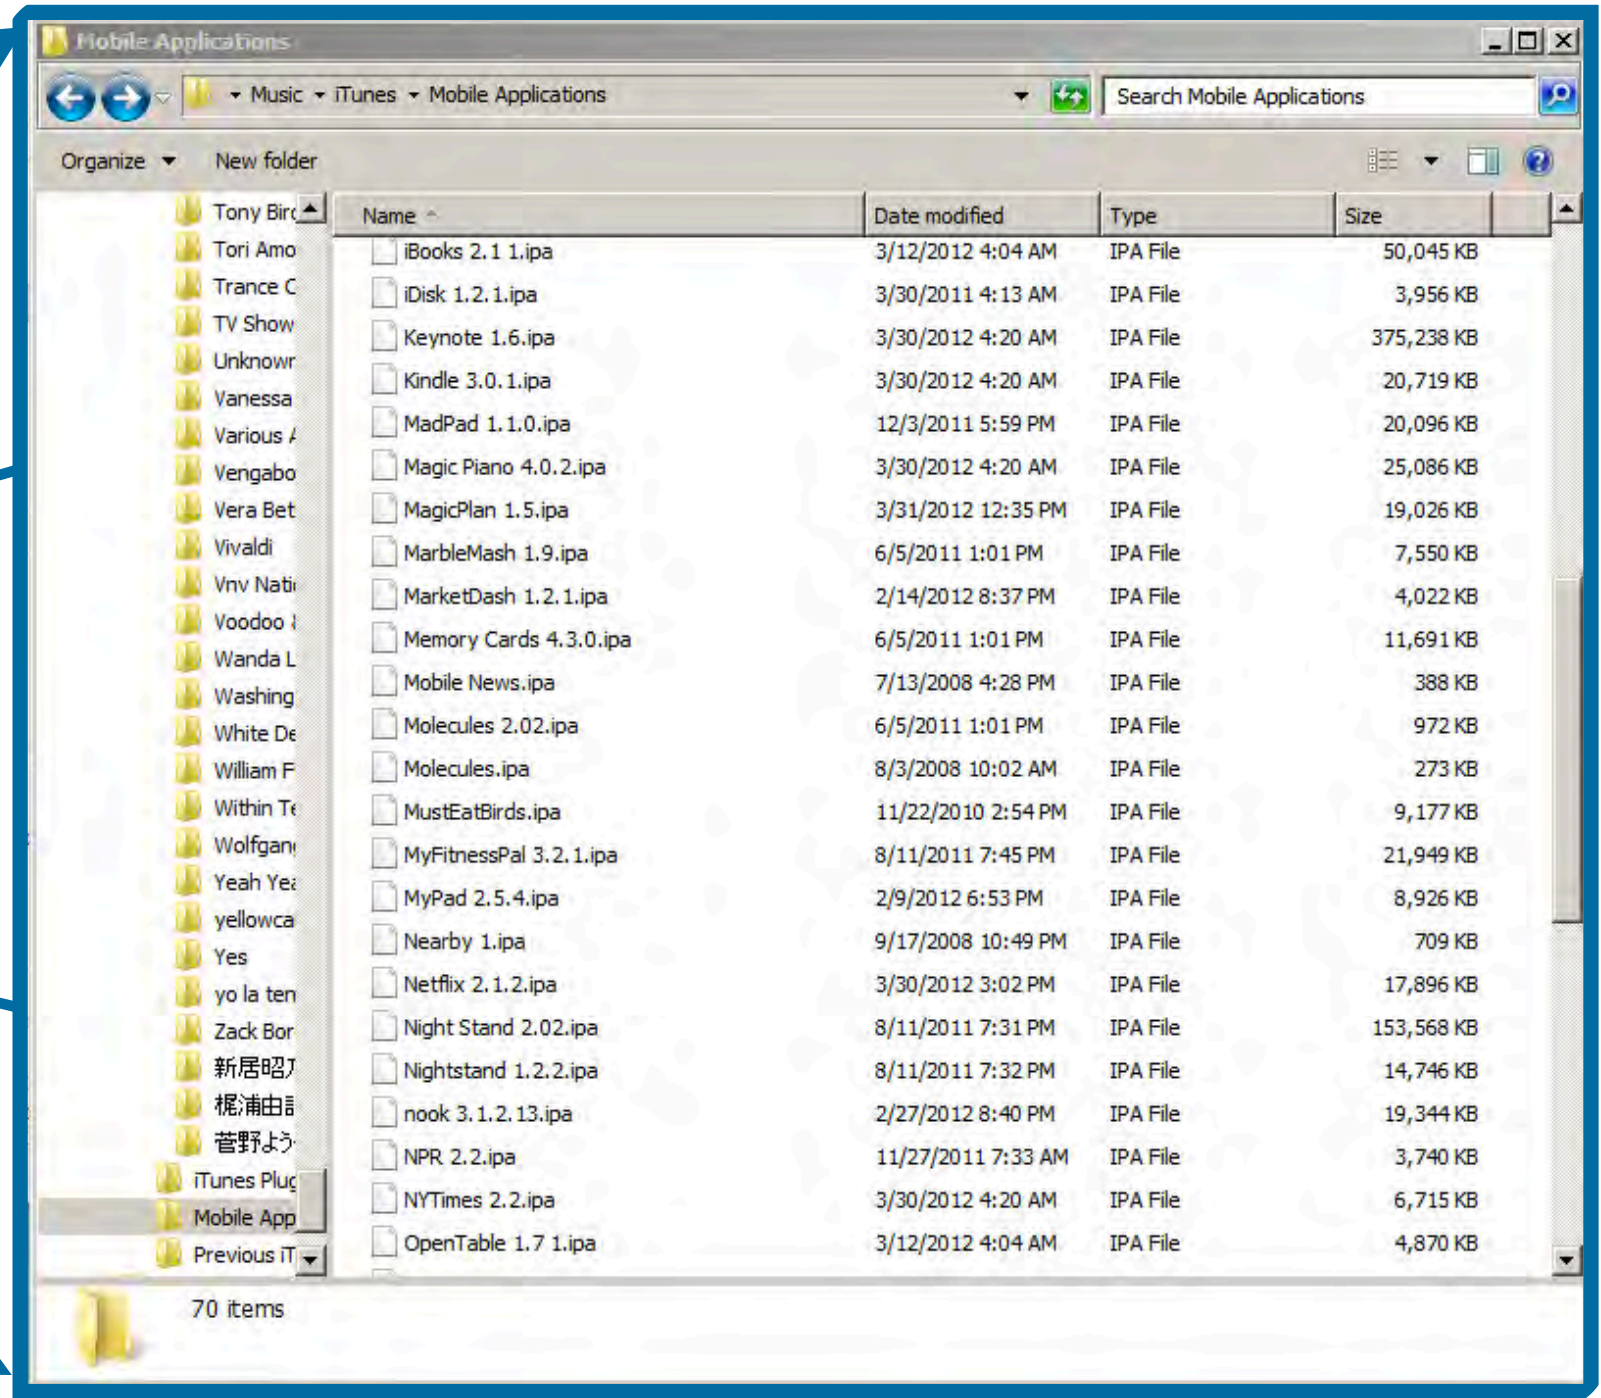 Mobile Applications
Music iTunes Mobile Applications
Search Mobile Applications
Organize New folder
Tony Birc
Tori Amo
Trance C
TV Show
Unknowr
Vanessa
Various A
Vengabo
Vera Bet
Vivaldi
Vnv Nati
Voodoo
Wanda L
Washing
White De
William F
Within Te
Wolfgan
Yeah Yea
yellowca
Yes
yo la ten
Zack Bor
新居昭
梶浦由
菅野よう
iTunes Plug
Mobile App
Previous iT
Name Date modified Type Size
iBooks 2.1 1.ipa 3/12/2012 4:04 AM IPA File 50,045 KB
iDisk 1.2.1.ipa 3/30/2011 4:13 AM IPA File 3,956 KB
Keynote 1.6.ipa 3/30/2012 4:20 AM IPA File 375,238 KB
Kindle 3.0.1.ipa 3/30/2012 4:20 AM IPA File 20,719 KB
MadPad 1.1.0.ipa 12/3/2011 5:59 PM IPA File 20,096 KB
Magic Piano 4.0.2.ipa 3/30/2012 4:20 AM IPA File 25,086 KB
MagicPlan 1.5.ipa 3/31/2012 12:35 PM IPA File 19,026 KB
MarbleMash 1.9.ipa 6/5/2011 1:01 PM IPA File 7,550 KB
MarketDash 1.2.1.ipa 2/14/2012 8:37 PM IPA File 4,022 KB
Memory Cards 4.3.0.ipa 6/5/2011 1:01 PM IPA File 11,691 KB
Mobile News.ipa 7/13/2008 4:28 PM IPA File 388 KB
Molecules 2.02.ipa 6/5/2011 1:01 PM IPA File 972 KB
Molecules.ipa 8/3/2008 10:02 AM IPA File 273 KB
MustEatBirds.ipa 11/22/2010 2:54 PM IPA File 9,177 KB
MyFitnessPal 3.2.1.ipa 8/11/2011 7:45 PM IPA File 21,949 KB
MyPad 2.5.4.ipa 2/9/2012 6:53 PM IPA File 8,926 KB
Nearby 1.ipa 9/17/2008 10:49 PM IPA File 709 KB
Netflix 2.1.2.ipa 3/30/2012 3:02 PM IPA File 17,896 KB
Night Stand 2.02.ipa 8/11/2011 7:31 PM IPA File 153,568 KB
Nightstand 1.2.2.ipa 8/11/2011 7:32 PM IPA File 14,746 KB
nook 3.1.2.13.ipa 2/27/2012 8:40 PM IPA File 19,344 KB
NPR 2.2.ipa 11/27/2011 7:33 AM IPA File 3,740 KB
NYTimes 2.2.ipa 3/30/2012 4:20 AM IPA File 6,715 KB
OpenTable 1.7 1.ipa 3/12/2012 4:04 AM IPA File 4,870 KB
70 items